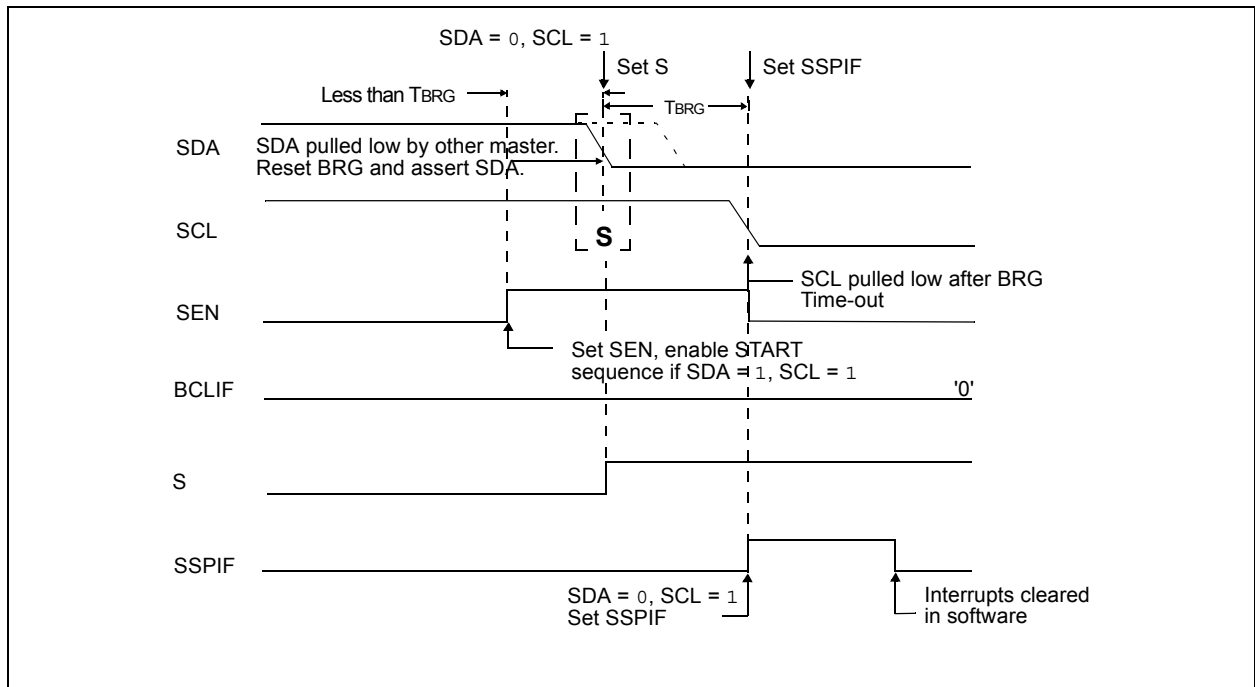 SDA = 0, SCL = 1
Set S
Set SSPIF
Less than TBRG
TBRG
SDA
SDA pulled low by other master.
Reset BRG and assert SDA.
SCL
S
SCL pulled low after BRG
Time-out
SEN
Set SEN, enable START
sequence if SDA = 1, SCL = 1
BCLIF
'0'
S
SSPIF
SDA = 0, SCL = 1
Set SSPIF
Interrupts cleared
in software